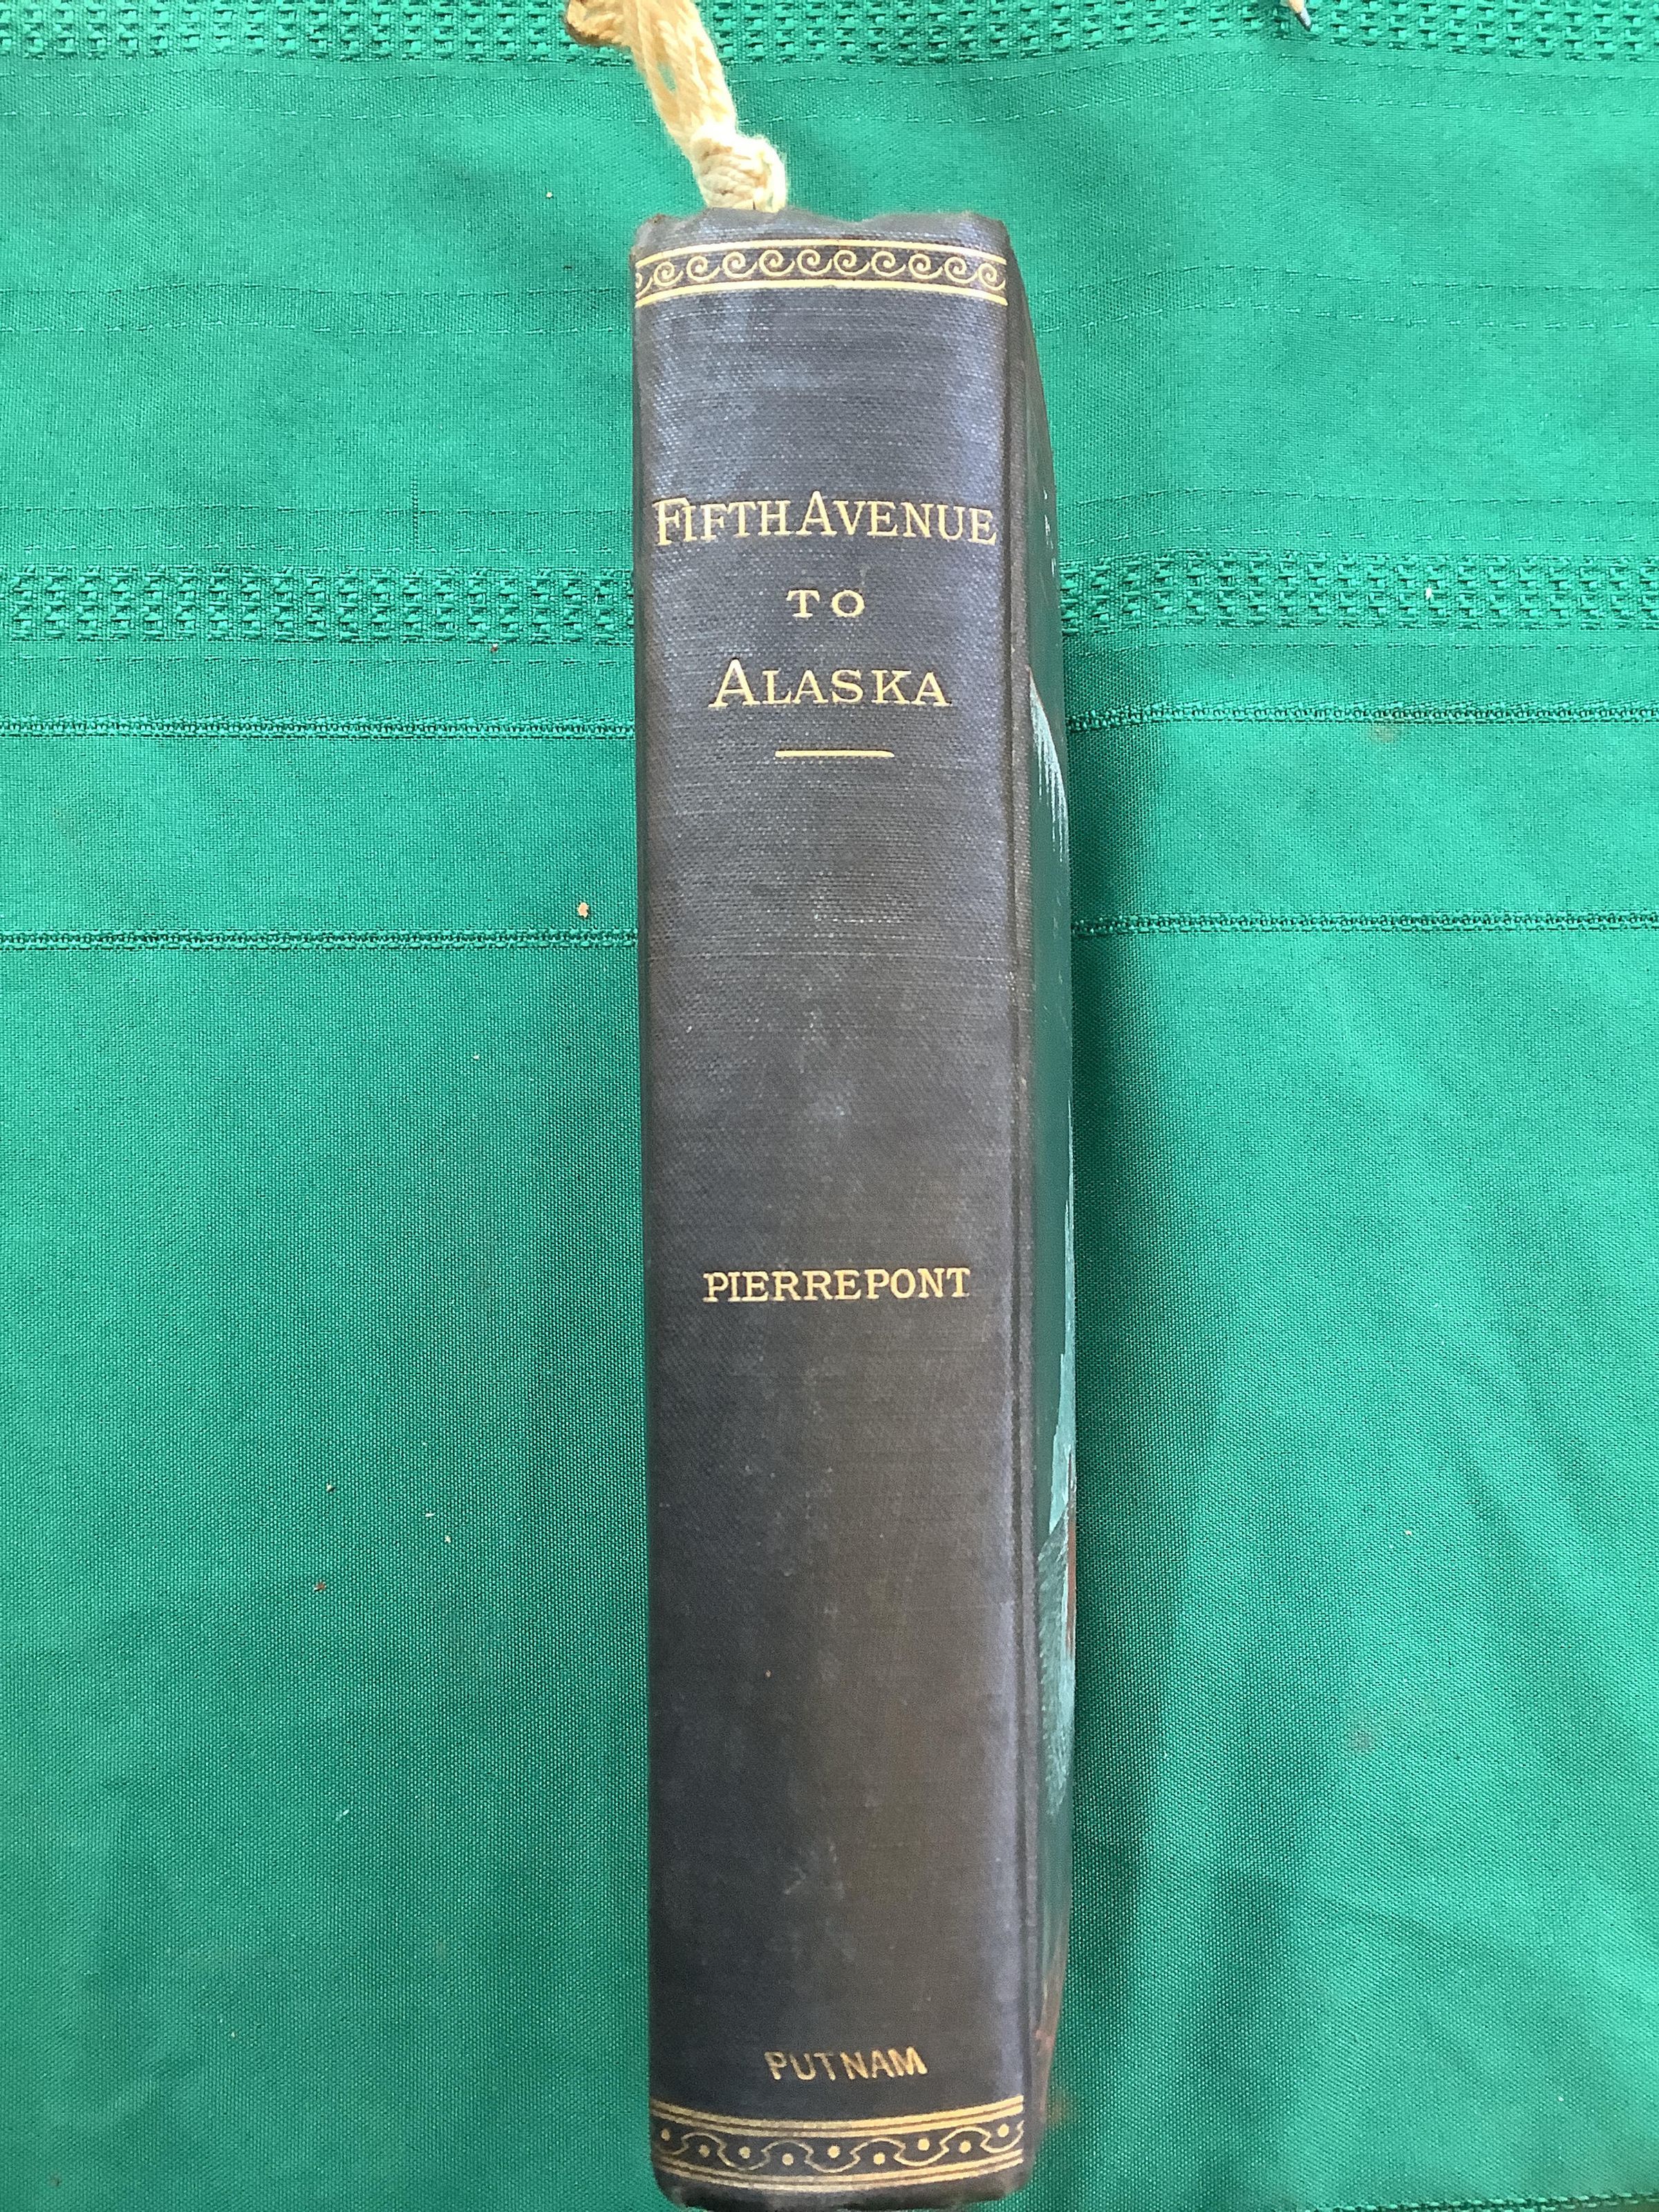 FIFTH AVENUE
TO
ALASKA
PIERREPONT
PUTNAM